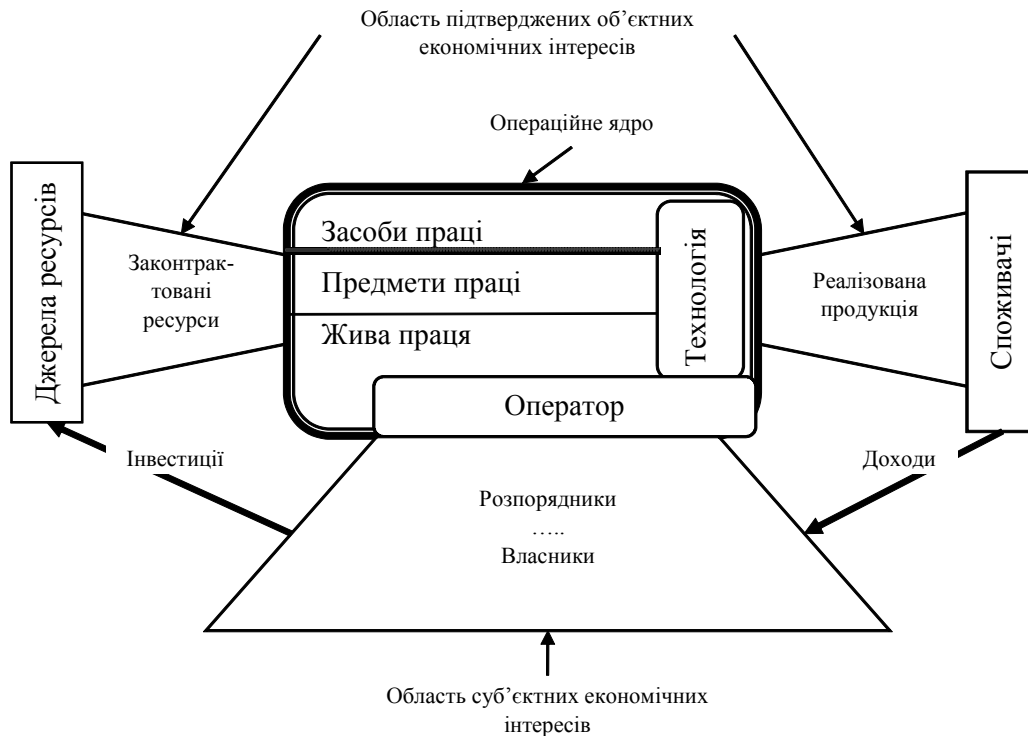 Область підтверджених об’єктних
економічних інтересів
Операційне ядро
Джерела ресурсів
Законтрак-
товані
ресурси
Засоби праці
Предмети праці
Жива праця
Технологія
Оператор
Реалізована
продукція
Споживачі
Інвестиції
Доходи
Розпорядники
…..
Власники
Область суб’єктних економічних
інтересів